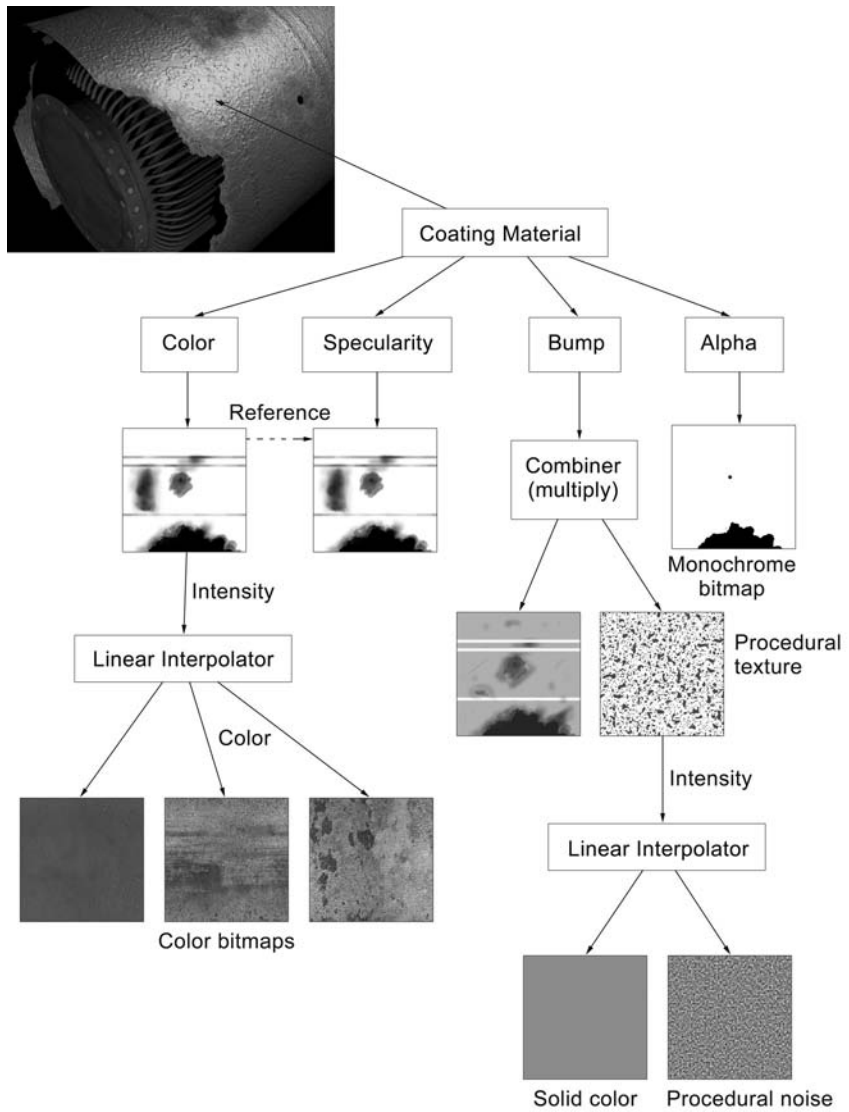 Coating Material
Color
Specularity
Bump
Alpha
Reference
Combiner
(multiply)
Monochrome
bitmap
Intensity
Linear Interpolator
Procedural
texture
Color
Intensity
Linear Interpolator
Color bitmaps
Solid color
Procedural noise